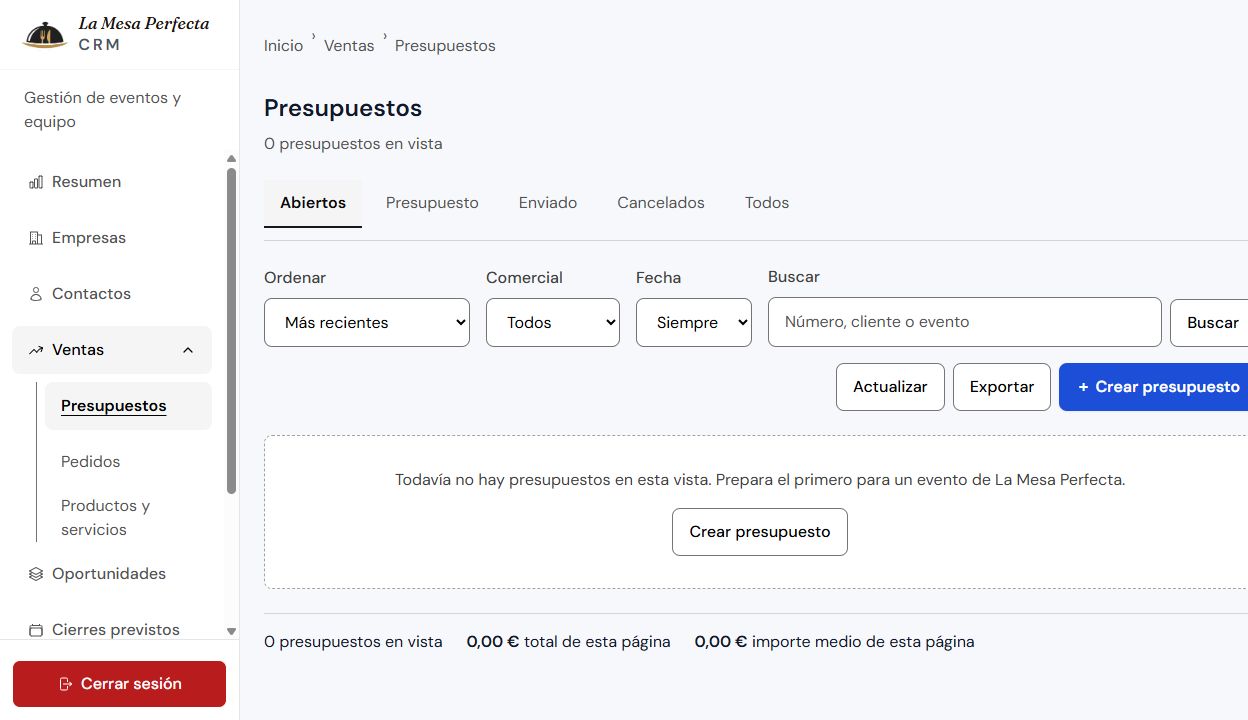 La Mesa Perfecta
CRM
Gestión de eventos y
equipo
Resumen
Empresas
Contactos
Ventas
Presupuestos
Pedidos
Productos y
servicios
Oportunidades
Cierres previstos
Cerrar sesión
Inicio › Ventas › Presupuestos
Presupuestos
0 presupuestos en vista
Abiertos Presupuesto Enviado Cancelados Todos
Ordenar Comercial Fecha Buscar
Más recientes Todos Siempre Número, cliente o evento Buscar
Actualizar Exportar + Crear presupuesto
Todavía no hay presupuestos en esta vista. Prepara el primero para un evento de La Mesa Perfecta.
Crear presupuesto
0 presupuestos en vista 0,00 € total de esta página 0,00 € importe medio de esta página